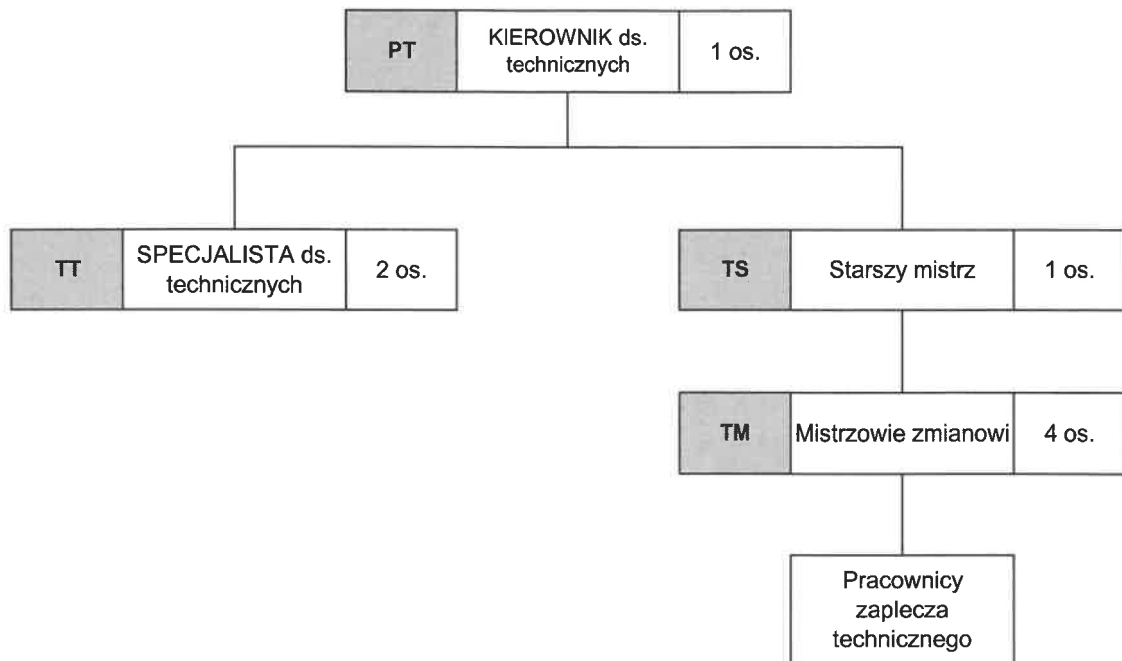 PT
KIEROWNIK ds.
technicznych
1 os.
TT
SPECJALISTA ds.
technicznych
2 os.
TS
Starszy mistrz
1 os.
TM
Mistrzowie zmianowi
4 os.
Pracownicy
zaplecza
technicznego